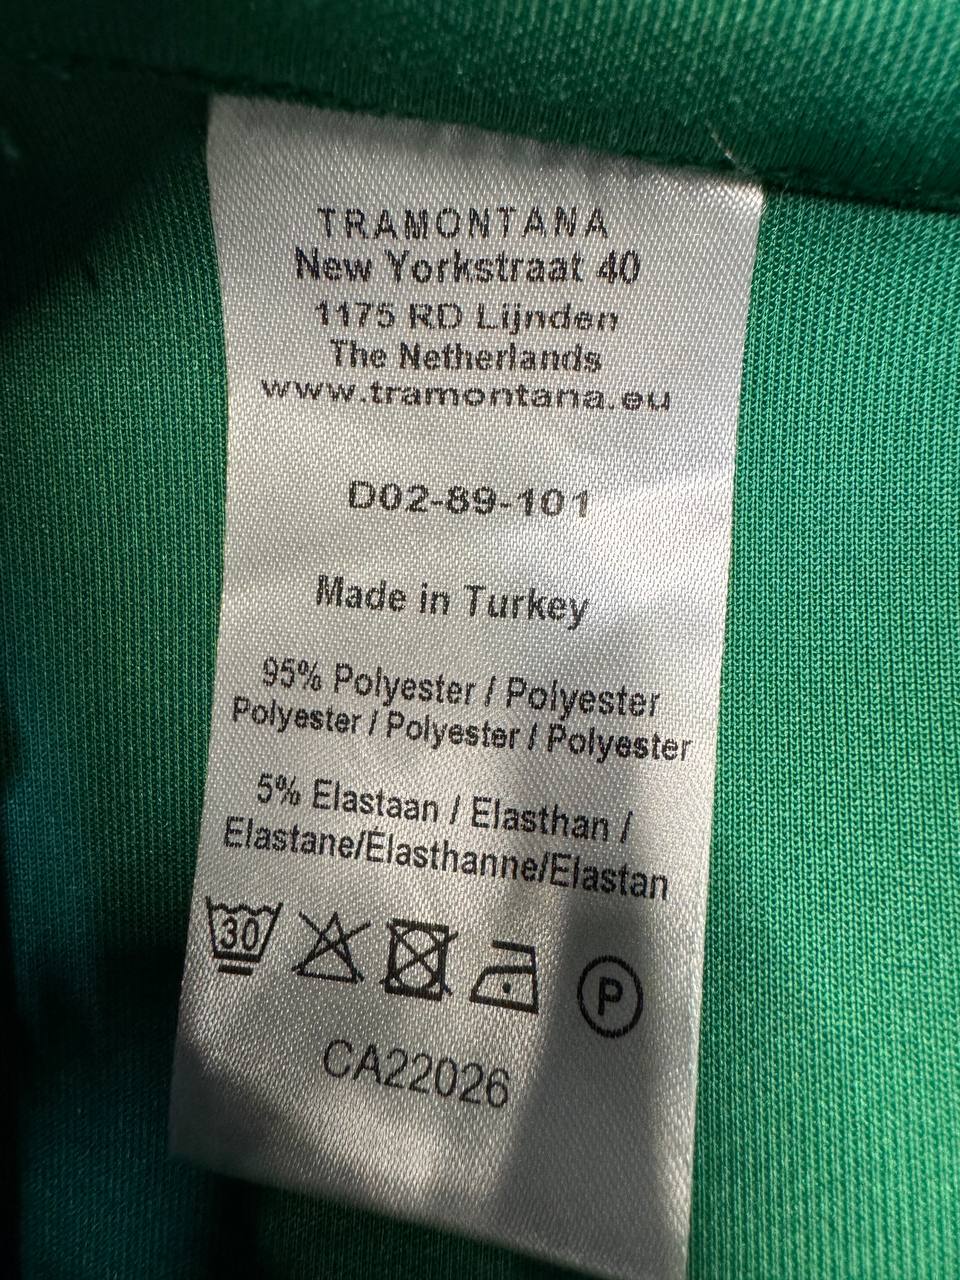 TRAMONTANA
New Yorkstraat 40
1175 RD Lijnden
The Netherlands
www.tramontana.eu
D02-89-101
Made in Turkey
95% Polyester / Polyester
Polyester / Polyester / Polyester
5% Elastaan / Elasthan /
Elastane/Elasthanne/Elastan
30 P
CA22026